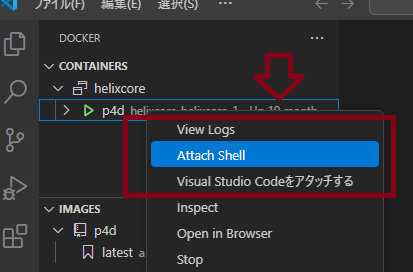 ファイル(F) 編集(E) 選択(S) ···
DOCKER ···
CONTAINERS
helixcore
p4d helixcore-helixcore-1 - Up 10 month
View Logs
Attach Shell
Visual Studio Codeをアタッチする
IMAGES
Inspect
p4d
Open in Browser
latest a
Stop